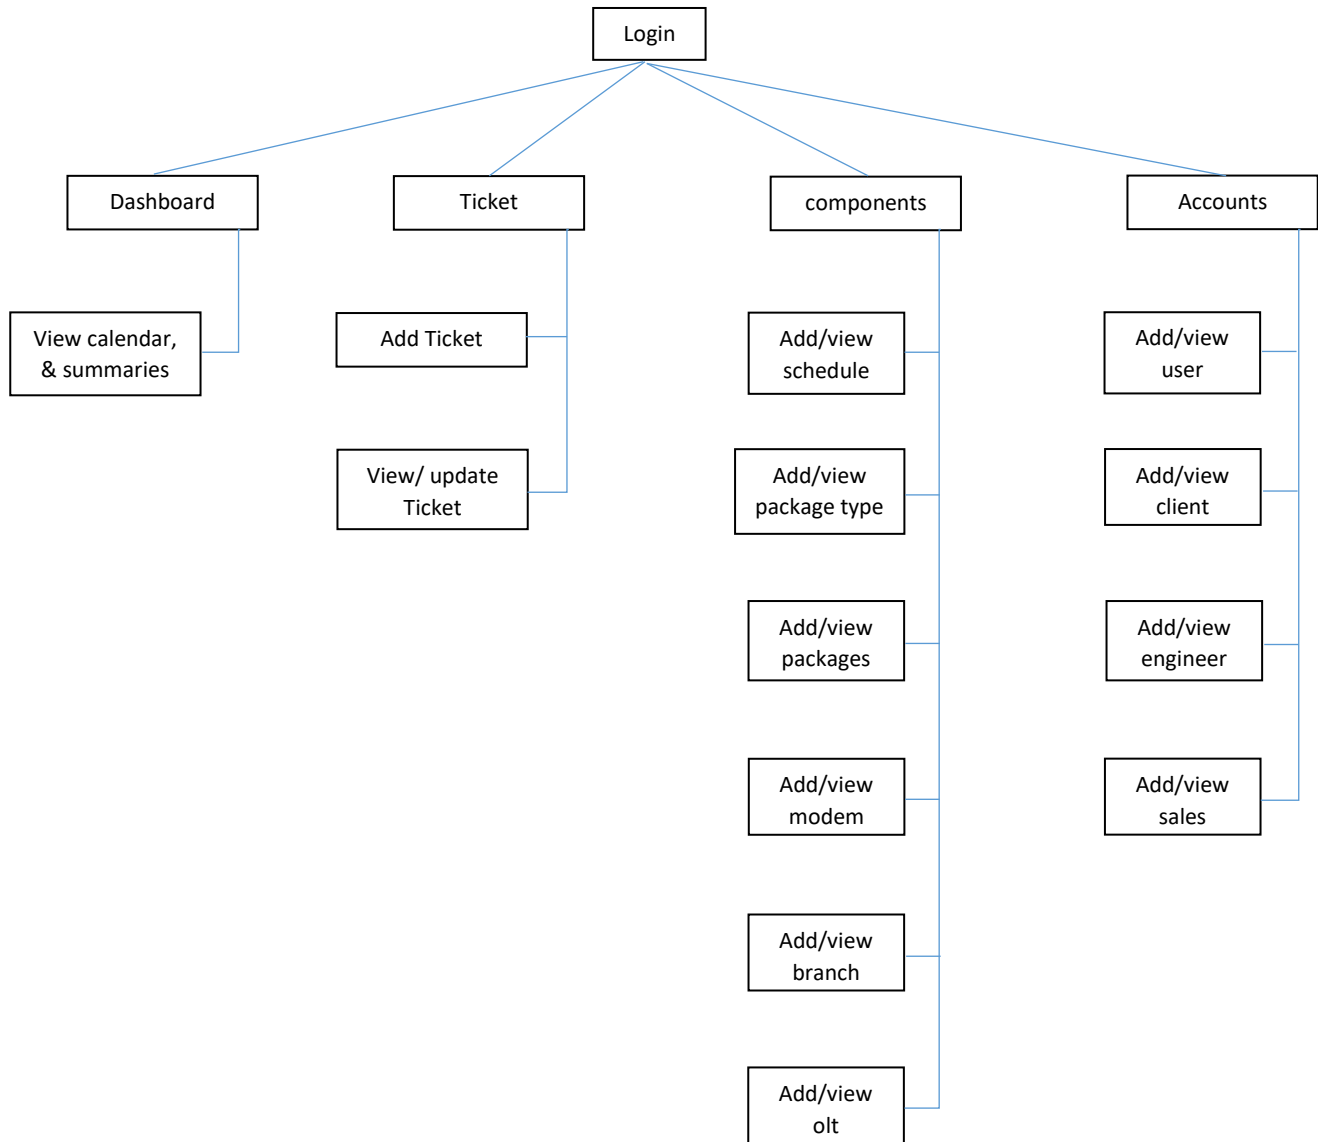 Login
Dashboard
Ticket
components
Accounts
View calendar,
& summaries
Add Ticket
View/ update
Ticket
Add/view
schedule
Add/view
package type
Add/view
packages
Add/view
modem
Add/view
branch
Add/view
olt
Add/view
user
Add/view
client
Add/view
engineer
Add/view
sales